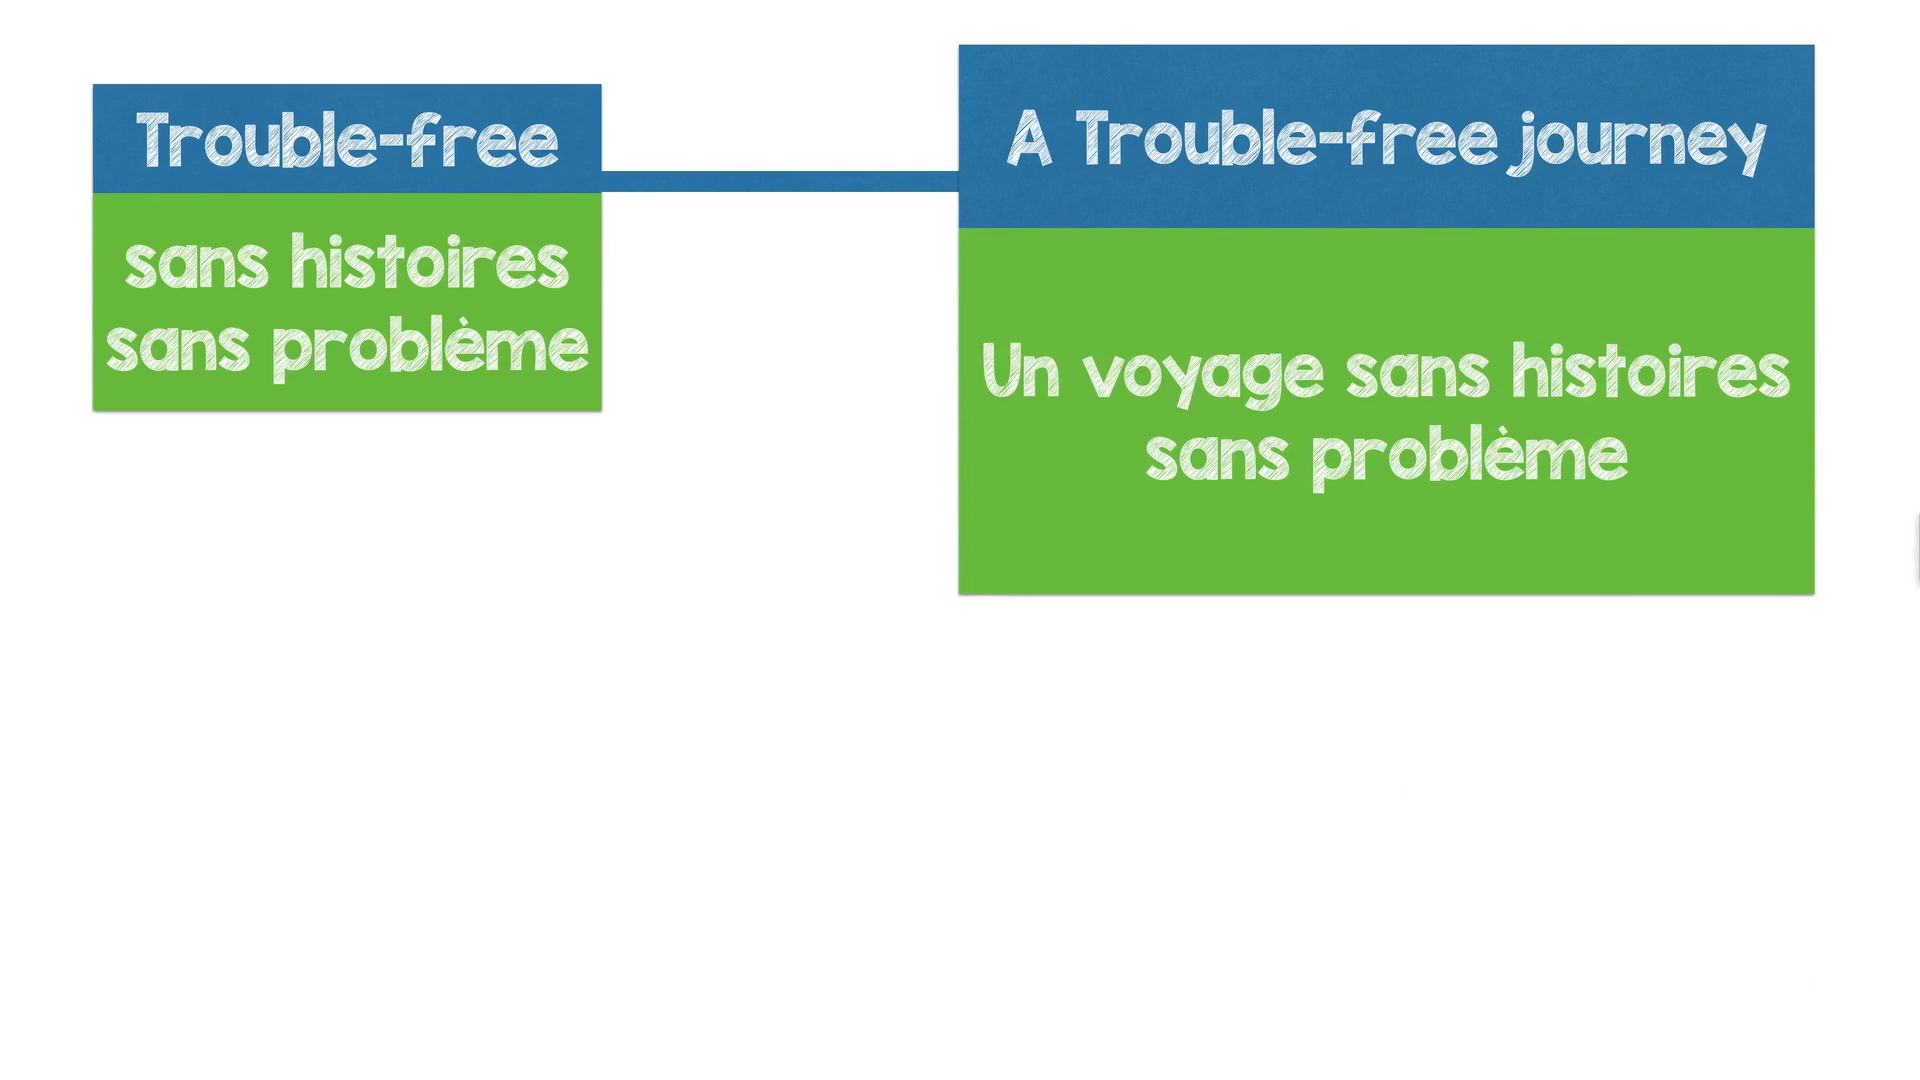 Trouble-free
sans histoires
sans problème
A Trouble-free journey
Un voyage sans histoires
sans problème